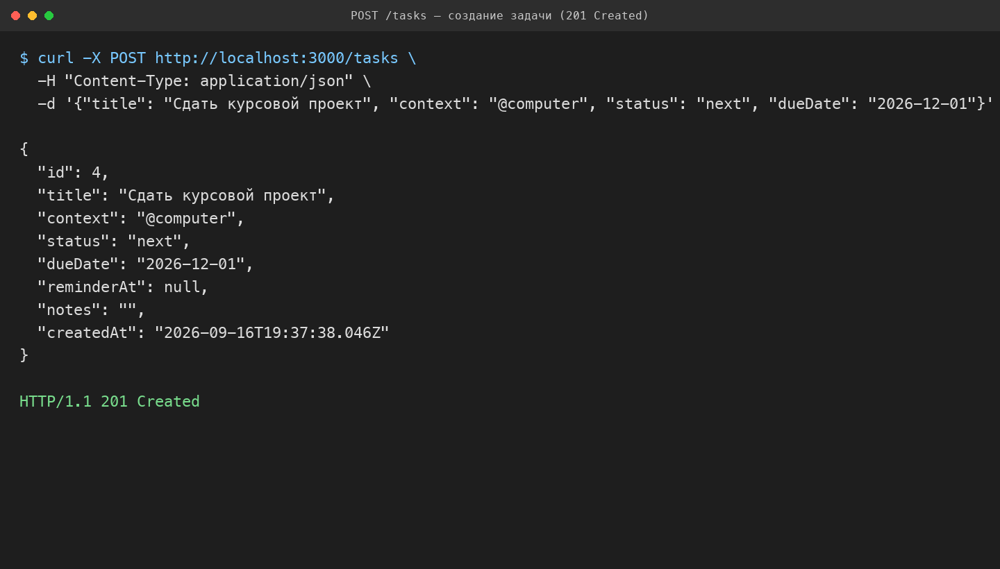 POST /tasks — создание задачи (201 Created)
$ curl -X POST http://localhost:3000/tasks \
-H "Content-Type: application/json" \
-d '{"title": "Сдать курсовой проект", "context": "@computer", "status": "next", "dueDate": "2026-12-01"}'
{
"id": 4,
"title": "Сдать курсовой проект",
"context": "@computer",
"status": "next",
"dueDate": "2026-12-01",
"reminderAt": null,
"notes": "",
"createdAt": "2026-09-16T19:37:38.046Z"
}
HTTP/1.1 201 Created